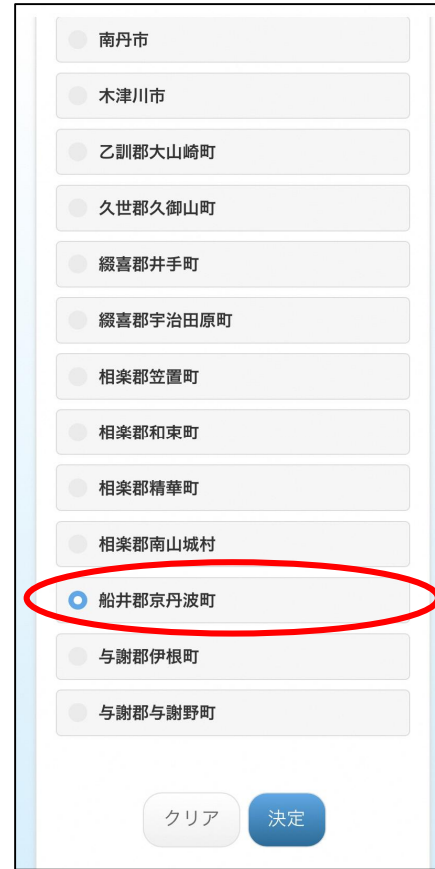 南丹市
木津川市
乙訓郡大山崎町
久世郡久御山町
綴喜郡井手町
綴喜郡宇治田原町
相楽郡笠置町
相楽郡和束町
相楽郡精華町
相楽郡南山城村
船井郡京丹波町
与謝郡伊根町
与謝郡与謝野町
クリア 決定